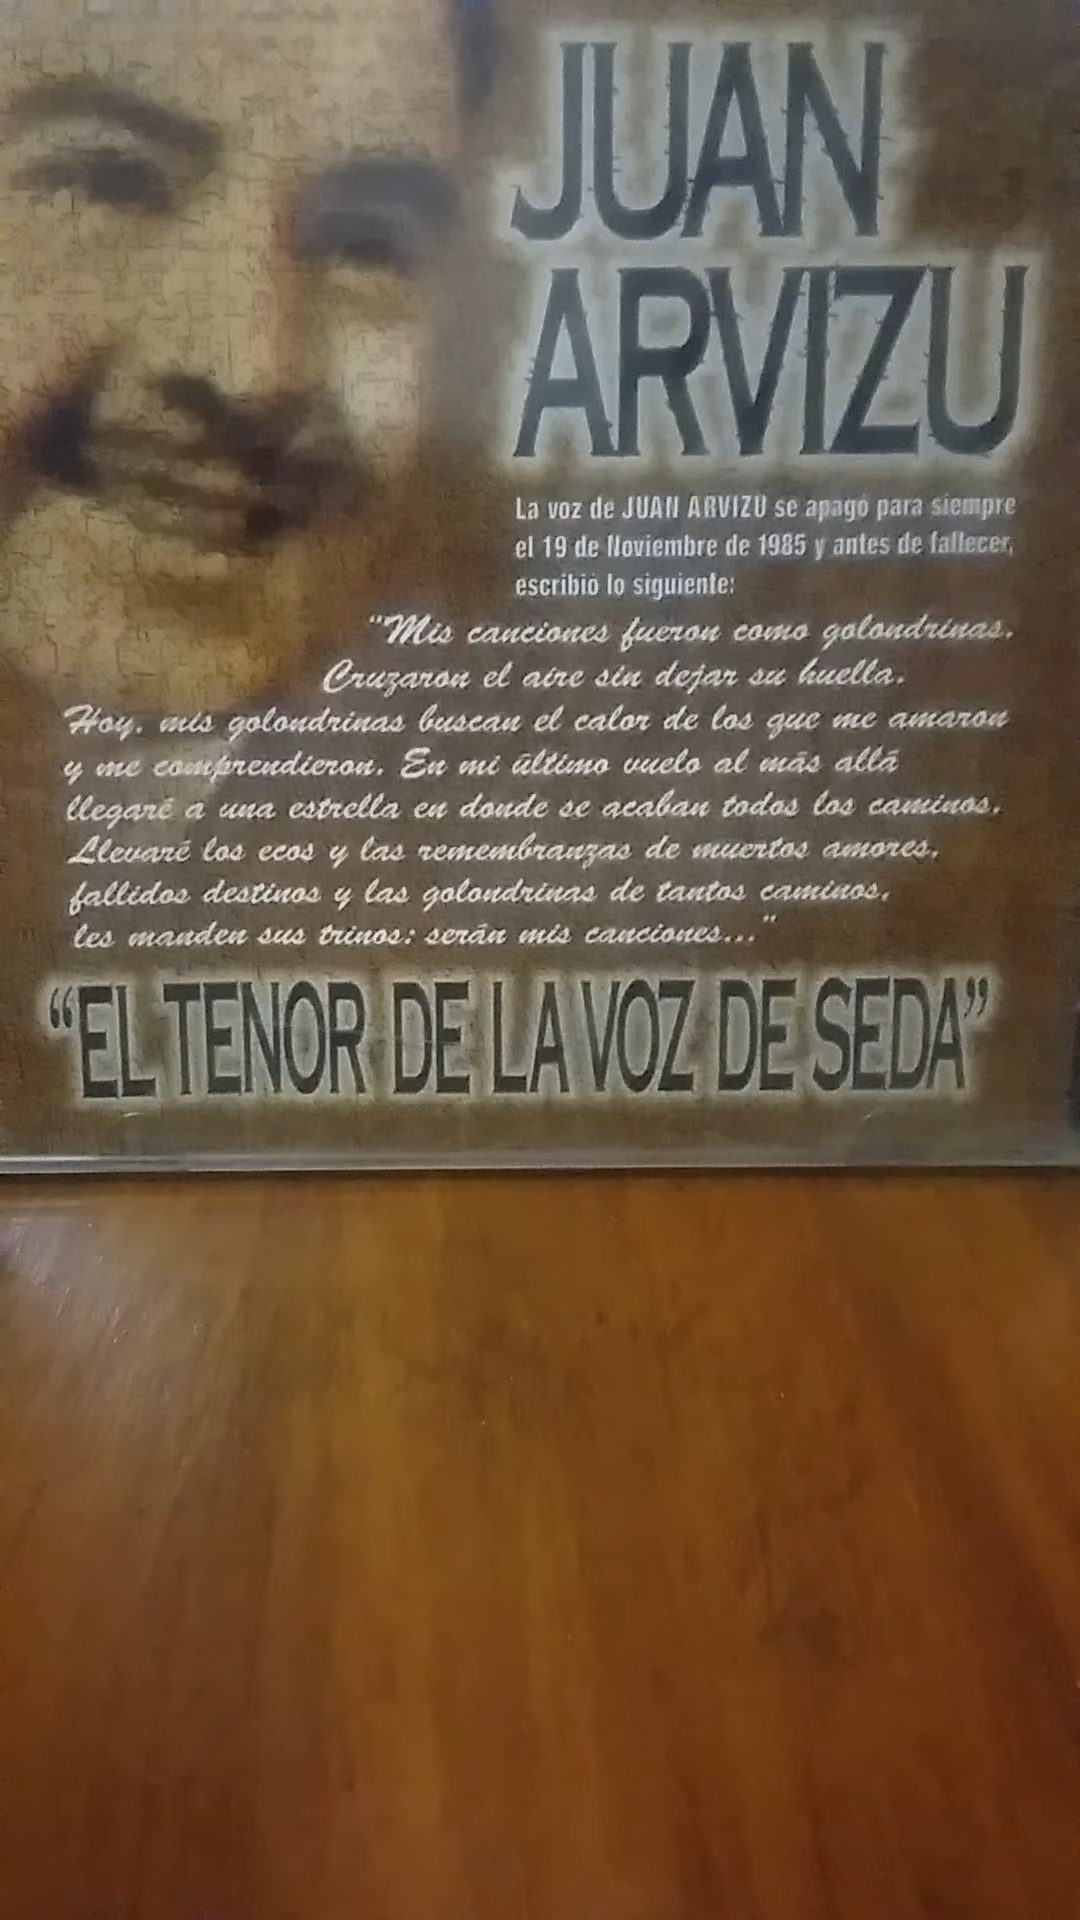 JUAN
ARVIZU
La voz de JUAN ARVIZU se apagó para siempre
el 19 de Noviembre de 1985 y antes de fallecer,
escribió lo siguiente:
"Mis canciones fueron como golondrinas.
Cruzaron el aire sin dejar su huella.
Hoy, mis golondrinas buscan el calor de los que me amaron
y me comprendieron. En mi último vuelo al más allá
llegaré a una estrella en donde se acaban todos los caminos.
Llevaré los ecos y las remembranzas de muertos amores,
fallidos destinos y las golondrinas de tantos caminos,
les manden sus trinos: serán mis canciones..."
"EL TENOR DE LA VOZ DE SEDA"